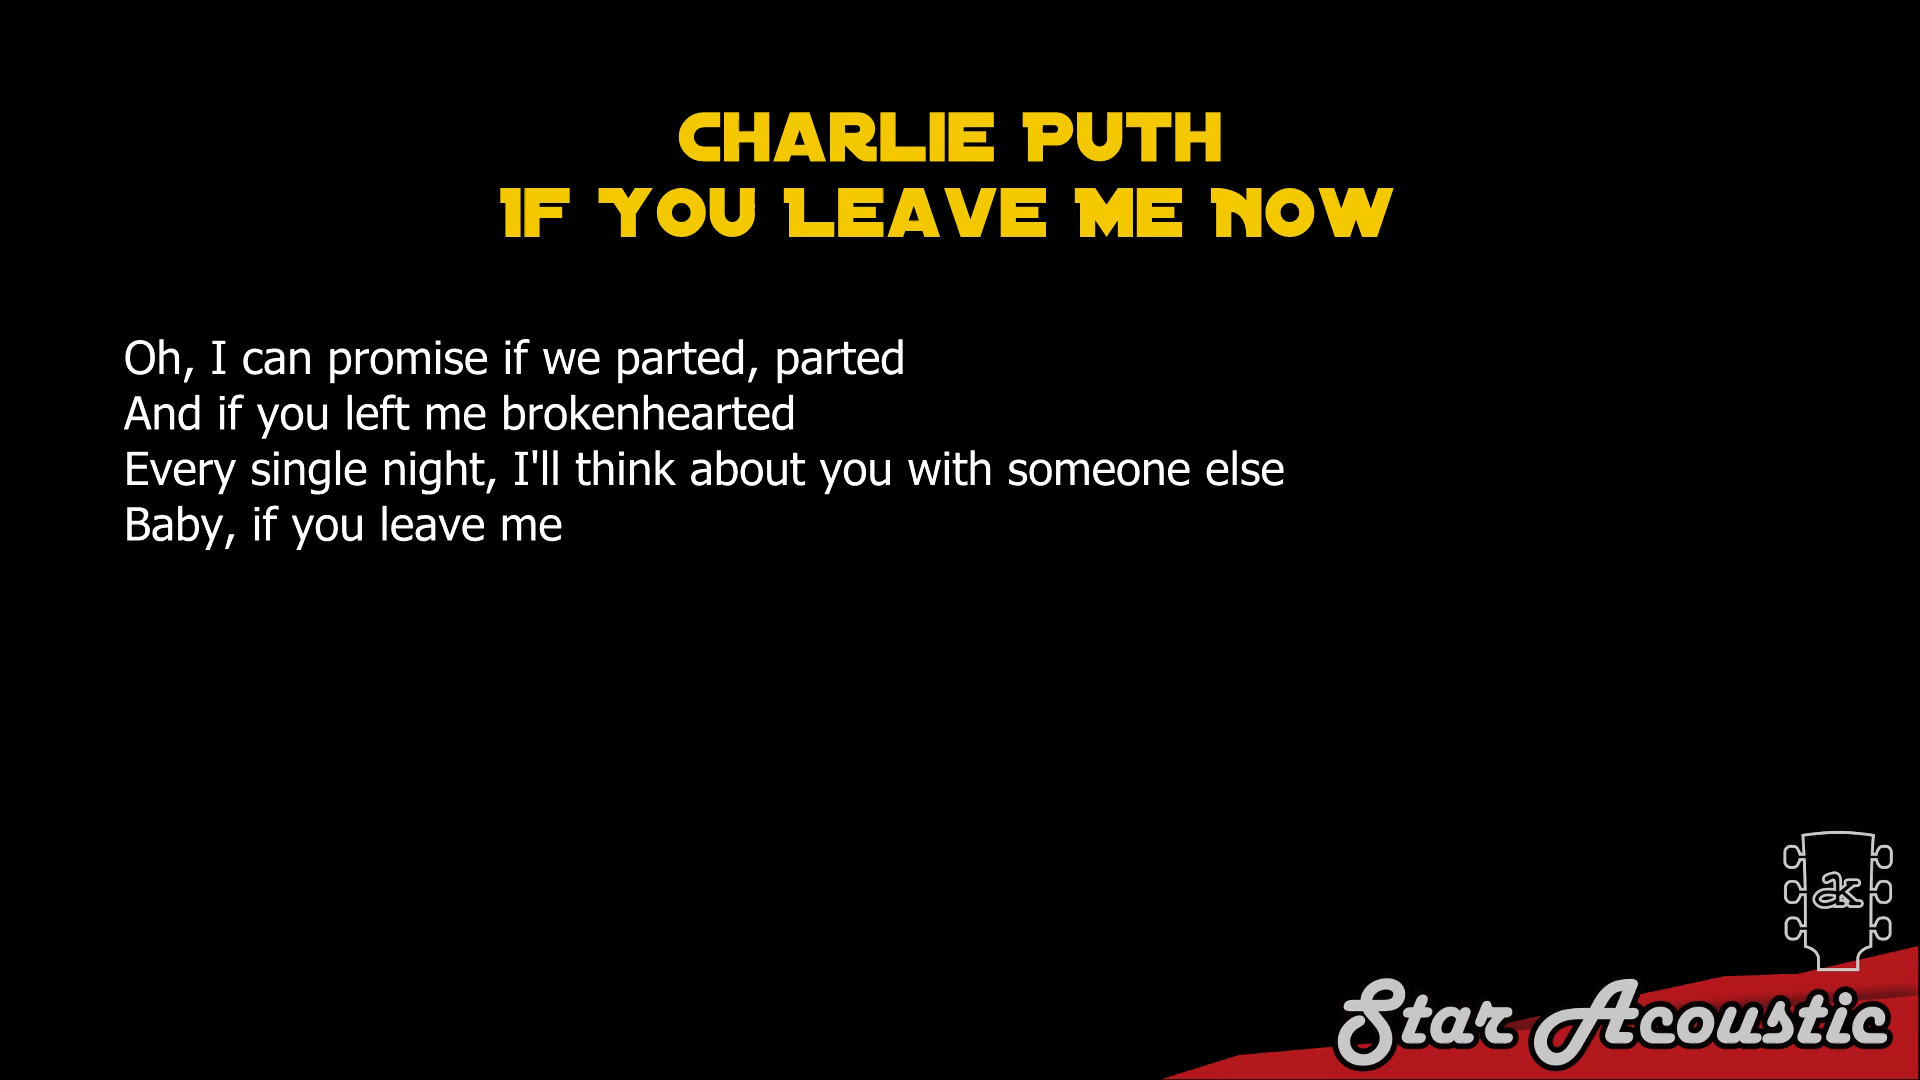 Charlie Puth
If You Leave Me Now
Oh, I can promise if we parted, parted
And if you left me brokenhearted
Every single night, I'll think about you with someone else
Baby, if you leave me
ak
Star Acoustic